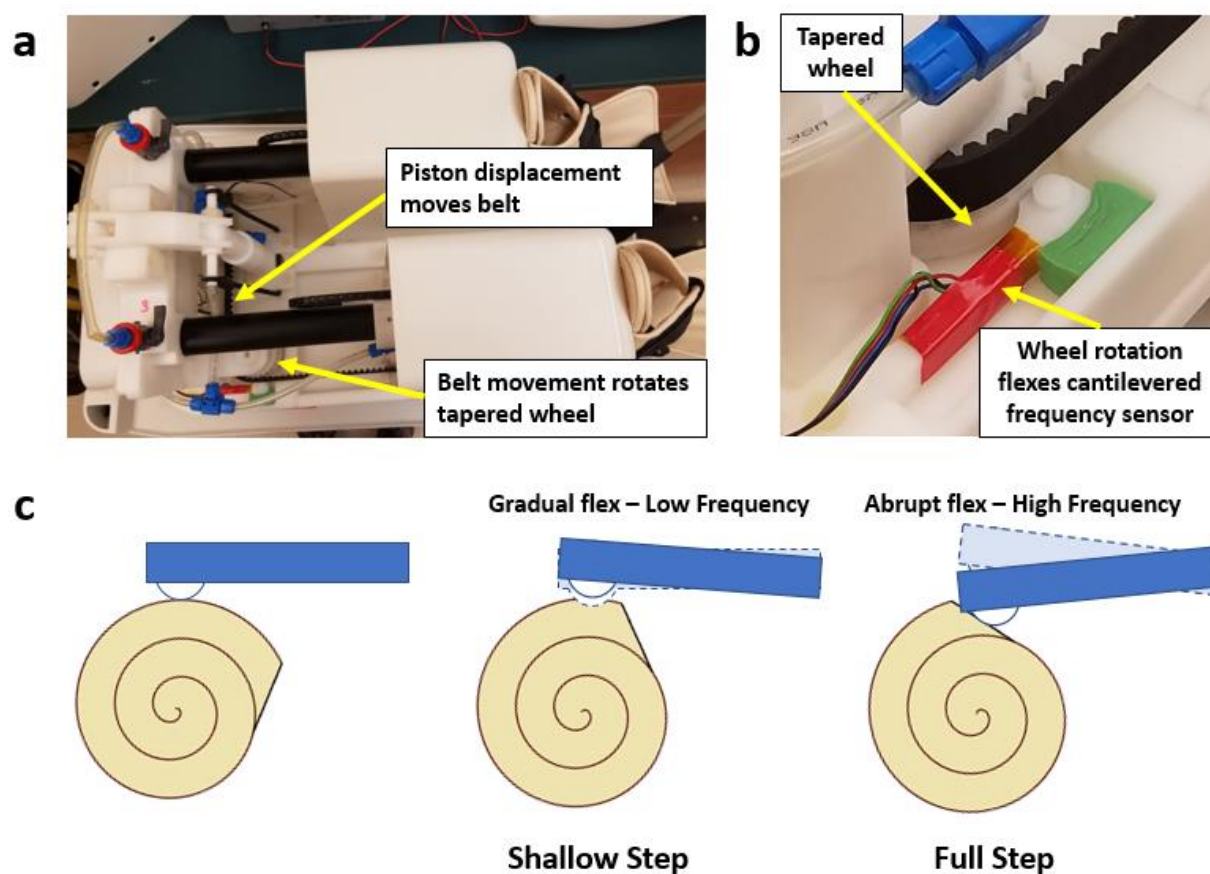 a
b
Piston displacement
moves belt
Belt movement rotates
tapered wheel
Tapered
wheel
Wheel rotation
flexes cantilevered
frequency sensor
c
Gradual flex – Low Frequency
Abrupt flex – High Frequency
Shallow Step
Full Step